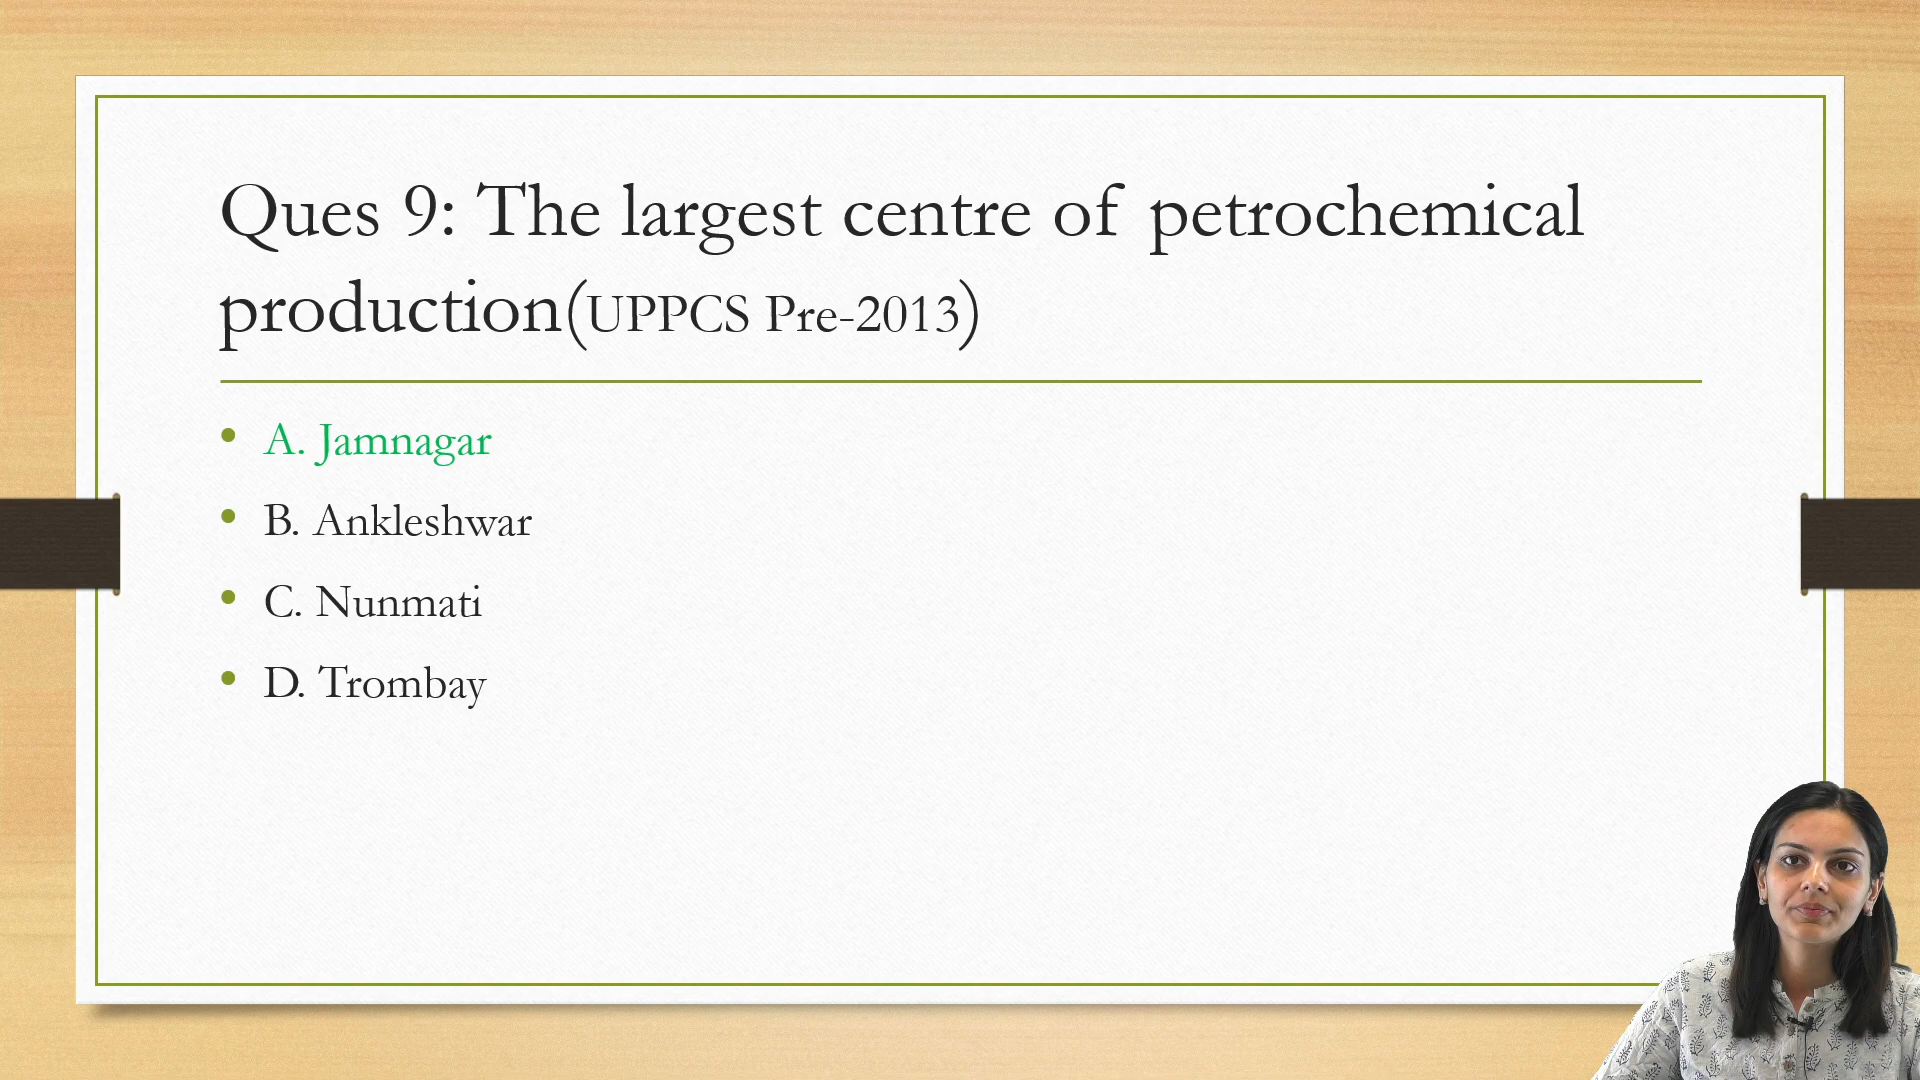 Ques 9: The largest centre of petrochemical
production(UPPCS Pre-2013)
• A. Jamnagar
• B. Ankleshwar
• C. Nunmati
• D. Trombay